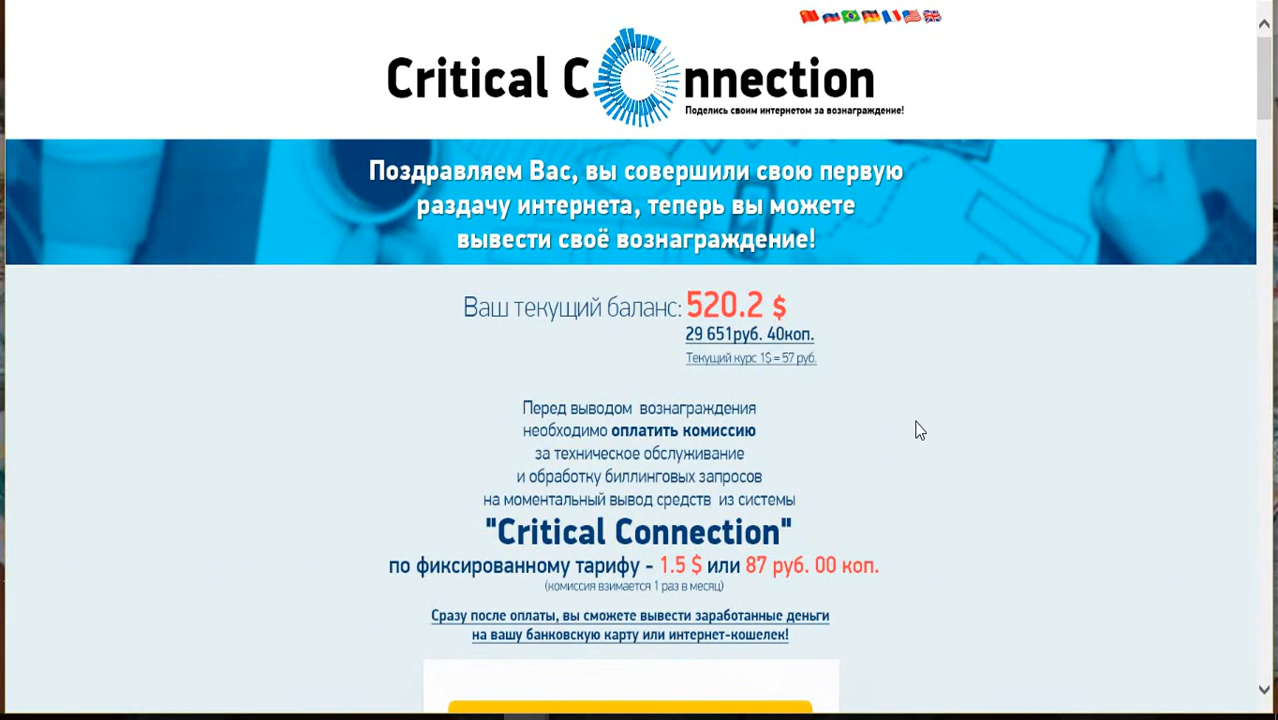 Critical Connection
Поделись своим интернетом за вознаграждение!
Поздравляем Вас, вы совершили свою первую
раздачу интернета, теперь вы можете
вывести своё вознаграждение!
Ваш текущий баланс: 520.2 $
29 651руб. 40коп.
Текущий курс 1$ = 57 руб.
Перед выводом вознаграждения
необходимо оплатить комиссию
за техническое обслуживание
и обработку биллинговых запросов
на моментальный вывод средств из системы
"Critical Connection"
по фиксированному тарифу - 1.5 $ или 87 руб. 00 коп.
(комиссия взимается 1 раз в месяц)
Сразу после оплаты, вы сможете вывести заработанные деньги
на вашу банковскую карту или интернет-кошелек!